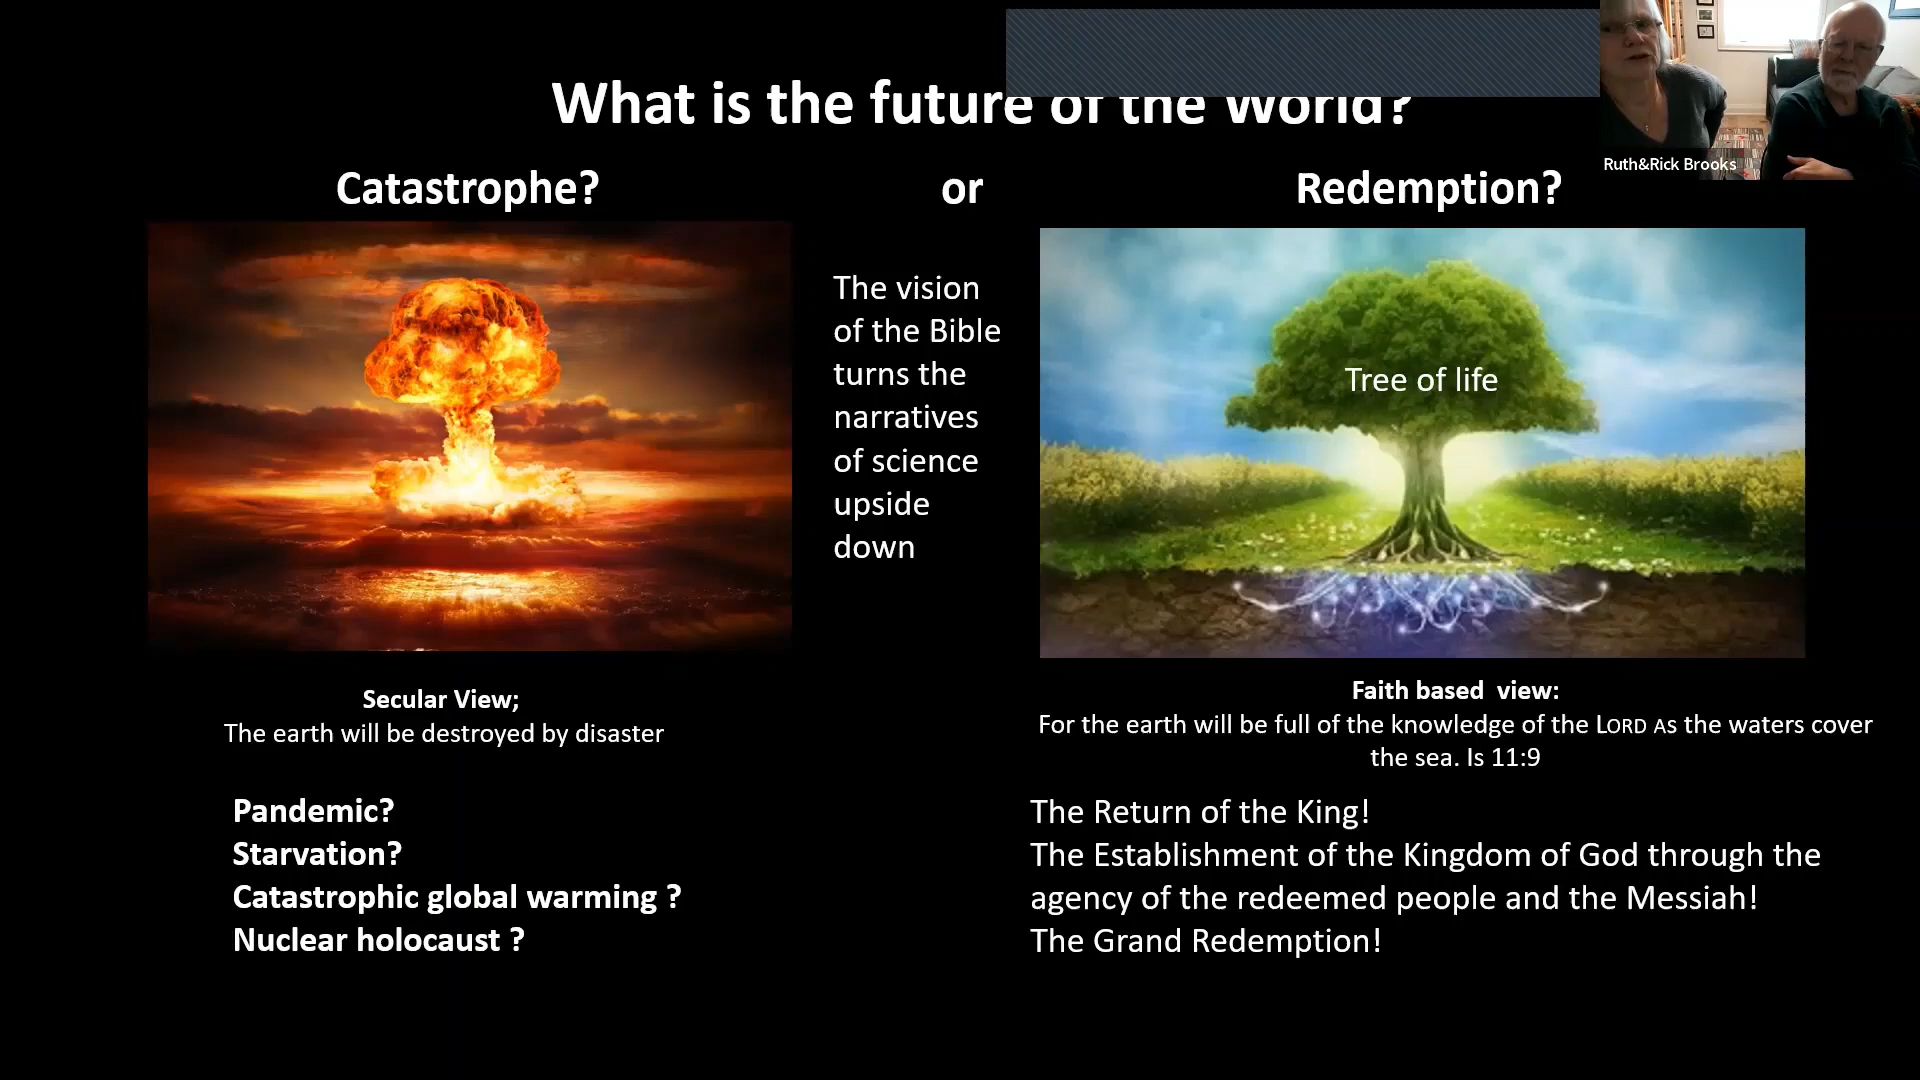 What is the future of the World?
Ruth&Rick Brooks
Catastrophe?
or
Redemption?
The vision
of the Bible
turns the
narratives
of science
upside
down
Tree of life
Secular View;
The earth will be destroyed by disaster
Faith based  view:
For the earth will be full of the knowledge of the LORD As the waters cover
the sea. Is 11:9
Pandemic?
Starvation?
Catastrophic global warming ?
Nuclear holocaust ?
The Return of the King!
The Establishment of the Kingdom of God through the
agency of the redeemed people and the Messiah!
The Grand Redemption!